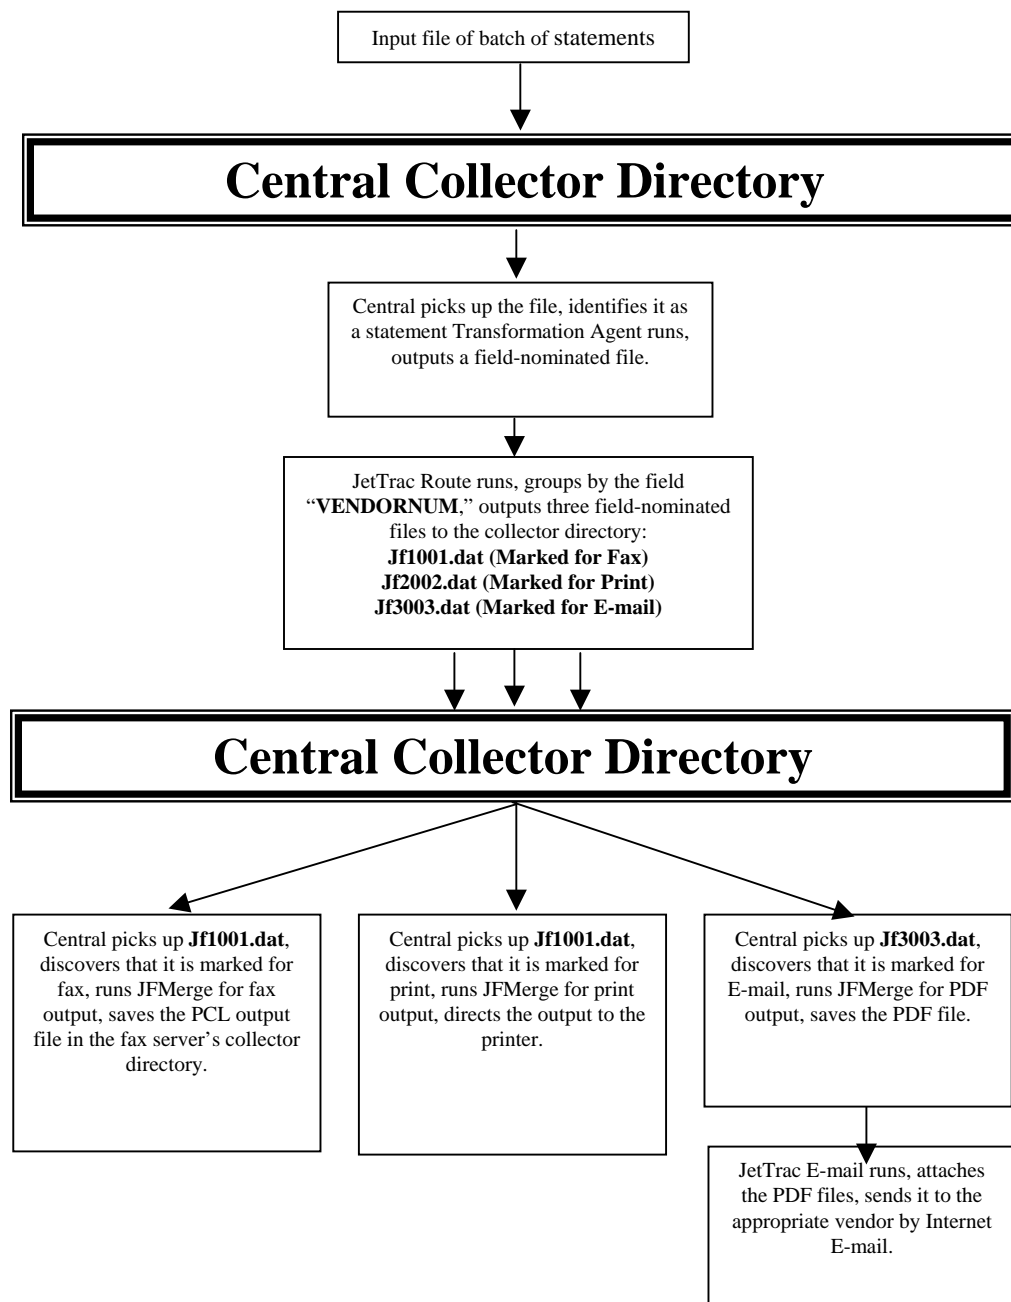 Input file of batch of statements
Central Collector Directory
Central picks up the file, identifies it as
a statement Transformation Agent runs,
outputs a field-nominated file.
JetTrac Route runs, groups by the field
“VENDORNUM,” outputs three field-nominated
files to the collector directory:
Jf1001.dat (Marked for Fax)
Jf2002.dat (Marked for Print)
Jf3003.dat (Marked for E-mail)
Central Collector Directory
Central picks up Jf1001.dat,
discovers that it is marked for
fax, runs JFMerge for fax
output, saves the PCL output
file in the fax server’s collector
directory.
Central picks up Jf1001.dat,
discovers that it is marked for
print, runs JFMerge for print
output, directs the output to the
printer.
Central picks up Jf3003.dat,
discovers that it is marked for
E-mail, runs JFMerge for PDF
output, saves the PDF file.
JetTrac E-mail runs, attaches
the PDF files, sends it to the
appropriate vendor by Internet
E-mail.